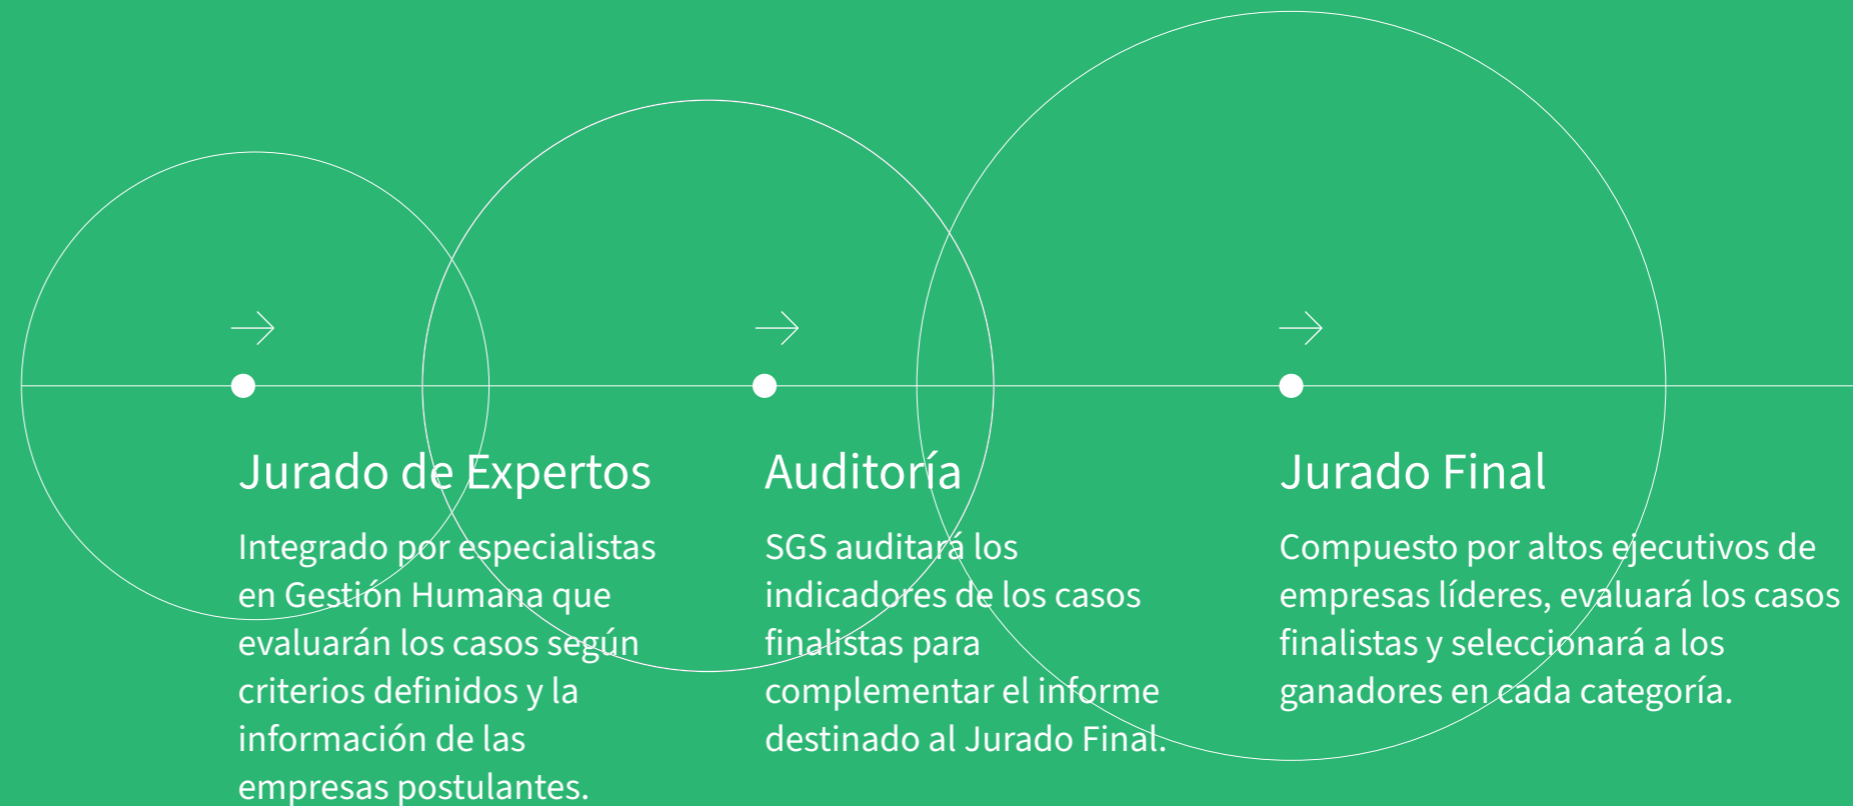 Jurado de Expertos
Integrado por especialistas
en Gestión Humana que
evaluarán los casos según
criterios definidos y la
información de las
empresas postulantes.
Auditoría
SGS auditará los
indicadores de los casos
finalistas para
complementar el informe
destinado al Jurado Final.
Jurado Final
Compuesto por altos ejecutivos de
empresas líderes, evaluará los casos
finalistas y seleccionará a los
ganadores en cada categoría.